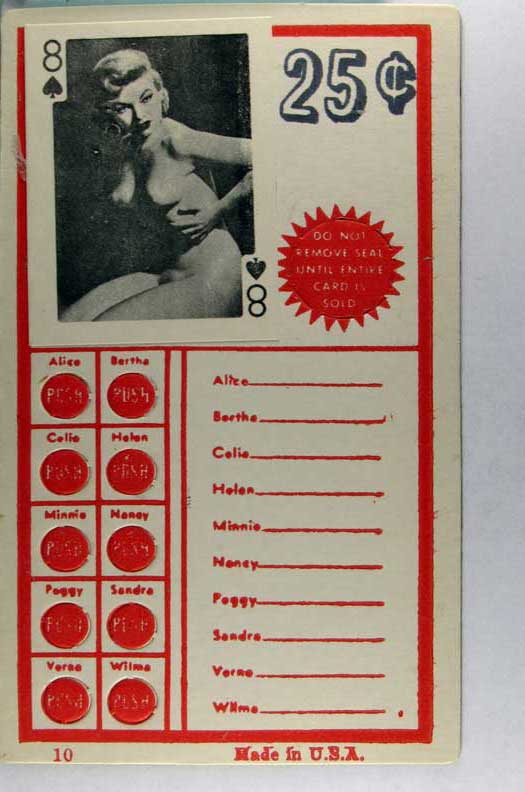 8
25¢
DO NOT
REMOVE SEAL
UNTIL ENTIRE
CARD IS
SOLD
8
Alice Bertha
PUSH PUSH
Celia Helen
PUSH PUSH
Minnie Nancy
PUSH PUSH
Peggy Sandra
PUSH PUSH
Verna Wilma
PUSH PUSH
Alice
Bertha
Celia
Helen
Minnie
Nancy
Peggy
Sandra
Verna
Wilma
10 Made in U.S.A.